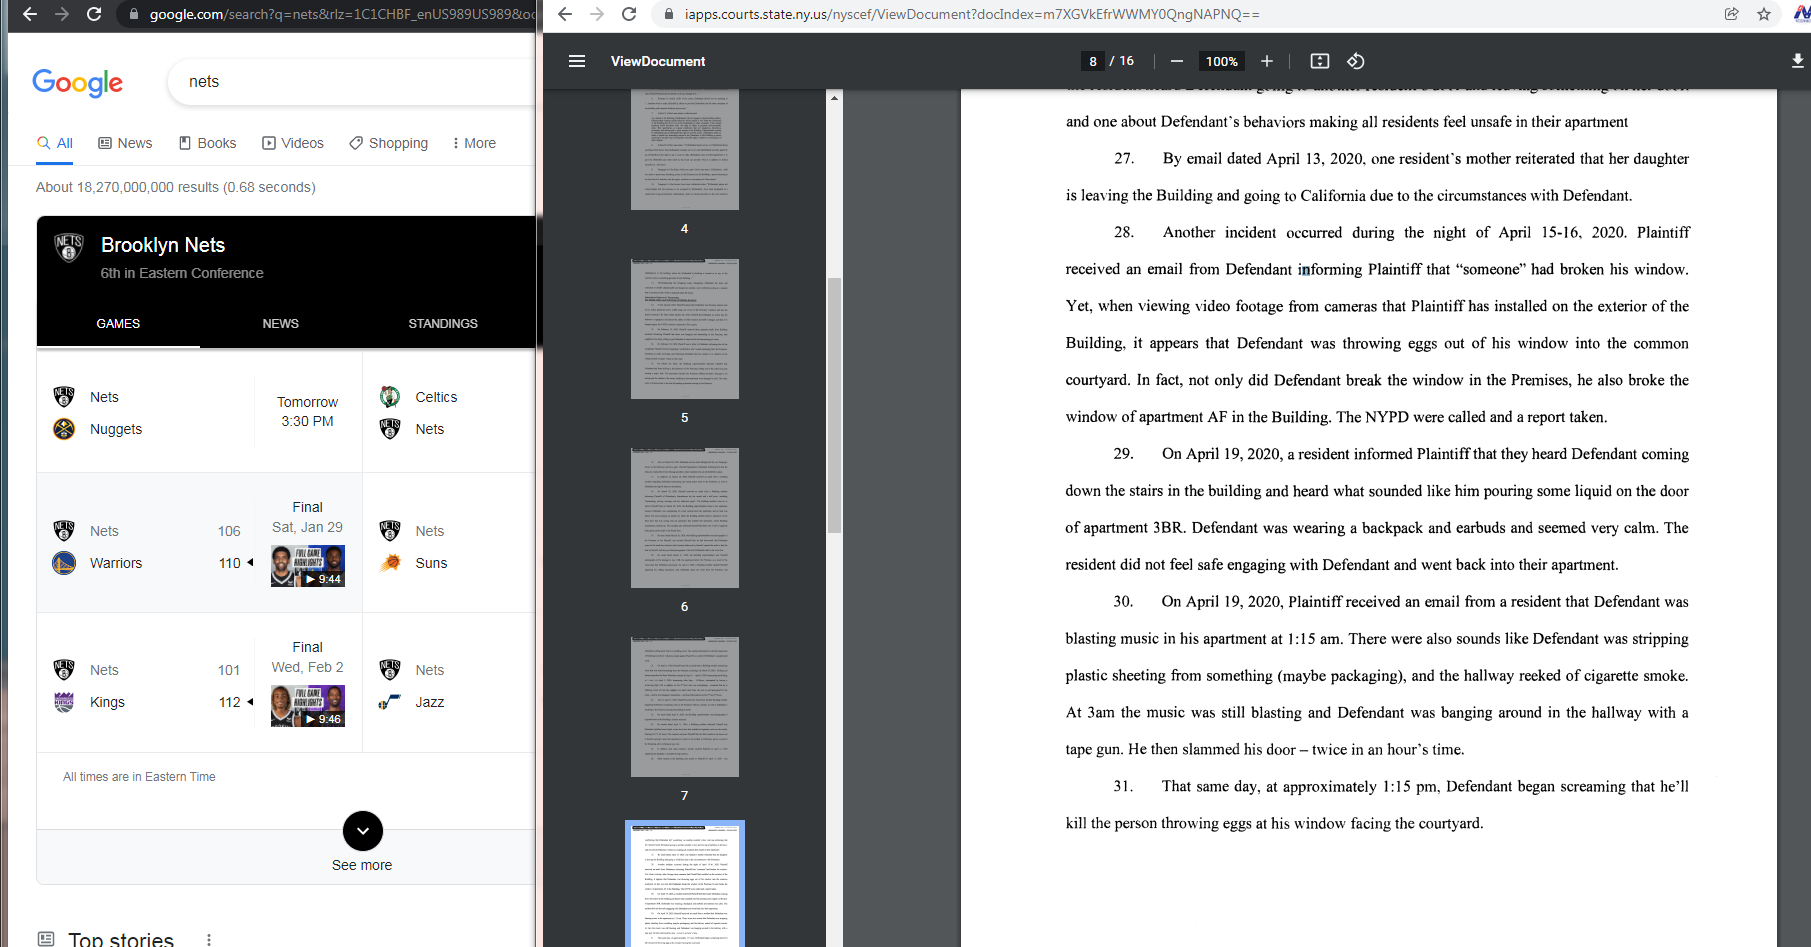 google.com/search?q=nets&rlz=1C1CHBF_enUS989US989&o
Google
nets
All
News
Books
Videos
Shopping
More
About 18,270,000,000 results (0.68 seconds)
Brooklyn Nets
6th in Eastern Conference
GAMES
NEWS
STANDINGS
Nets
Nuggets
Tomorrow
3:30 PM
Celtics
Nets
Nets 106
Warriors 110
Final
Sat, Jan 29
FULL GAME
HIGHLIGHTS
9:44
Nets
Suns
Nets 101
Kings 112
Final
Wed, Feb 2
FULL GAME
HIGHLIGHTS
9:46
Nets
Jazz
All times are in Eastern Time
See more
Top stories
iapps.courts.state.ny.us/nyscef/ViewDocument?docIndex=m7XGVkEfrWWMY0QngNAPNQ==
ViewDocument
8 / 16
100%
4
5
6
7
and one about Defendant's behaviors making all residents feel unsafe in their apartment
27. By email dated April 13, 2020, one resident's mother reiterated that her daughter
is leaving the Building and going to California due to the circumstances with Defendant.
28. Another incident occurred during the night of April 15-16, 2020. Plaintiff
received an email from Defendant informing Plaintiff that “someone” had broken his window.
Yet, when viewing video footage from cameras that Plaintiff has installed on the exterior of the
Building, it appears that Defendant was throwing eggs out of his window into the common
courtyard. In fact, not only did Defendant break the window in the Premises, he also broke the
window of apartment AF in the Building. The NYPD were called and a report taken.
29. On April 19, 2020, a resident informed Plaintiff that they heard Defendant coming
down the stairs in the building and heard what sounded like him pouring some liquid on the door
of apartment 3BR. Defendant was wearing a backpack and earbuds and seemed very calm. The
resident did not feel safe engaging with Defendant and went back into their apartment.
30. On April 19, 2020, Plaintiff received an email from a resident that Defendant was
blasting music in his apartment at 1:15 am. There were also sounds like Defendant was stripping
plastic sheeting from something (maybe packaging), and the hallway reeked of cigarette smoke.
At 3am the music was still blasting and Defendant was banging around in the hallway with a
tape gun. He then slammed his door – twice in an hour's time.
31. That same day, at approximately 1:15 pm, Defendant began screaming that he'll
kill the person throwing eggs at his window facing the courtyard.